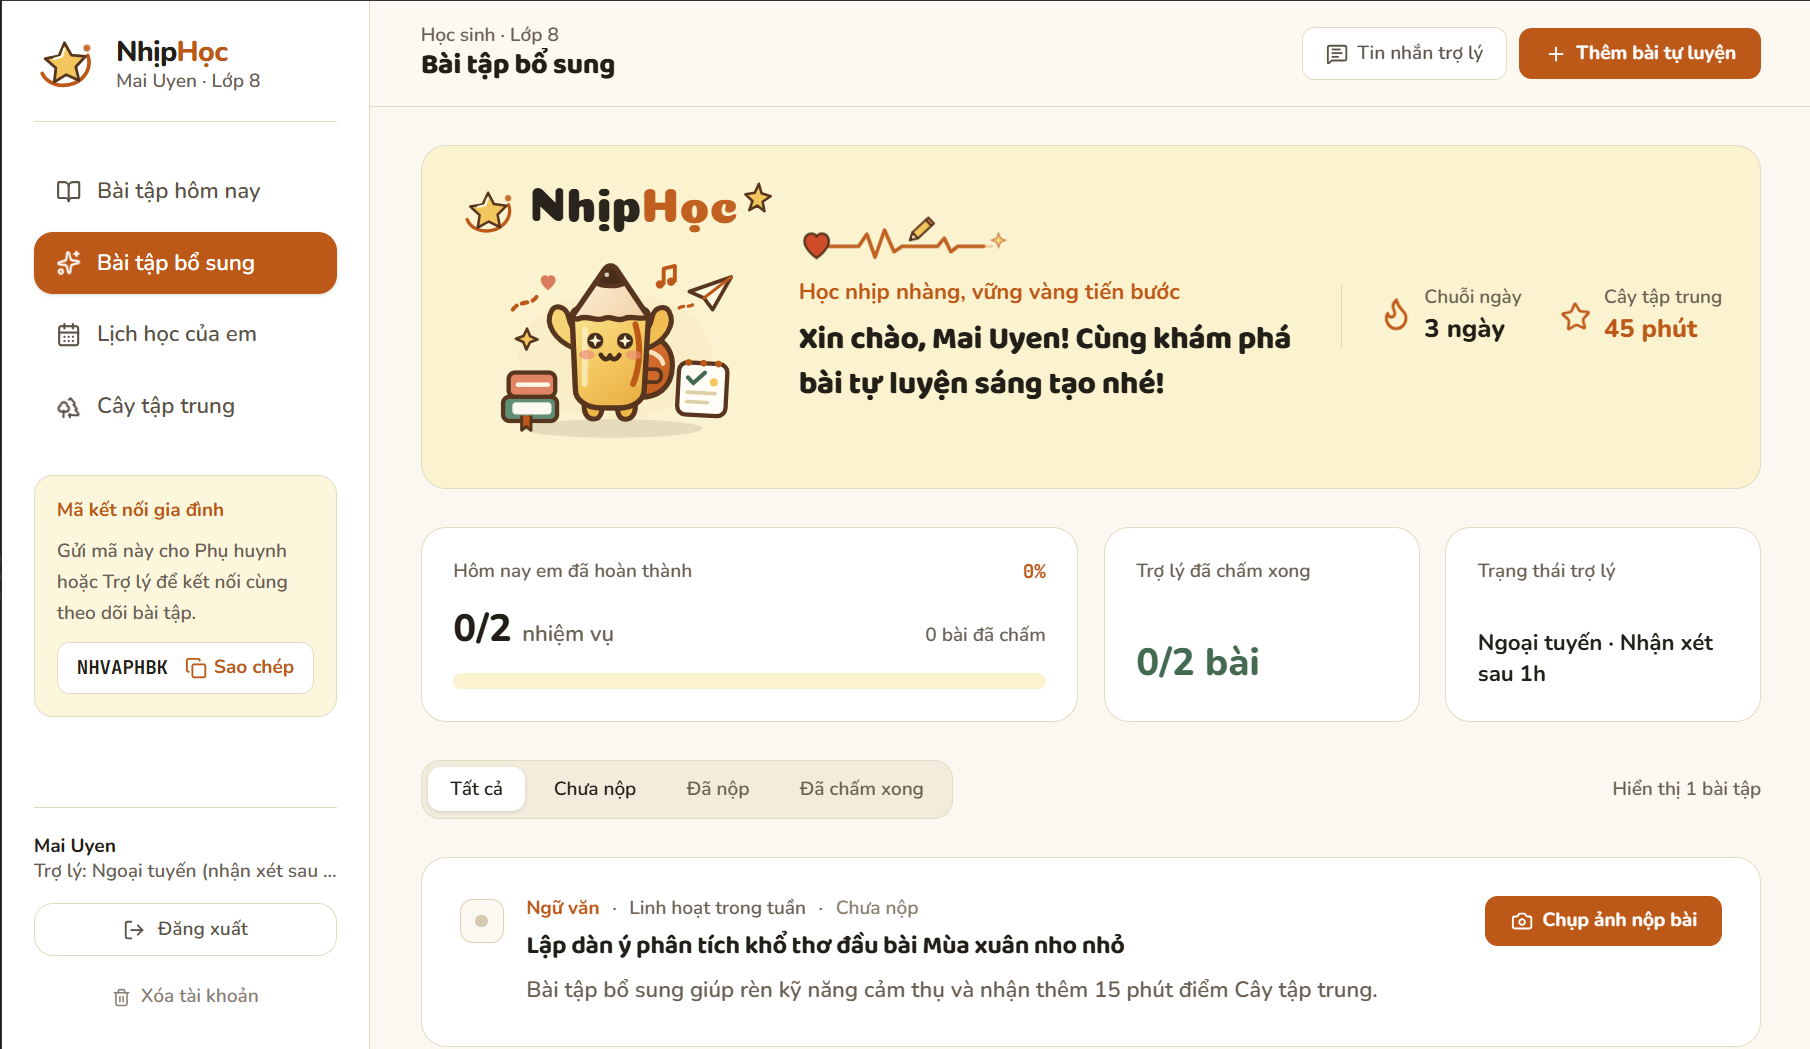 NhịpHọc
Mai Uyen · Lớp 8
Bài tập hôm nay
Bài tập bổ sung
Lịch học của em
Cây tập trung
Mã kết nối gia đình
Gửi mã này cho Phụ huynh
hoặc Trợ lý để kết nối cùng
theo dõi bài tập.
NHVAPHBK Sao chép
Mai Uyen
Trợ lý: Ngoại tuyến (nhận xét sau ...
Đăng xuất
Xóa tài khoản
Học sinh · Lớp 8
Bài tập bổ sung
Tin nhắn trợ lý
Thêm bài tự luyện
NhịpHọc
Học nhịp nhàng, vững vàng tiến bước
Xin chào, Mai Uyen! Cùng khám phá
bài tự luyện sáng tạo nhé!
Chuỗi ngày
3 ngày
Cây tập trung
45 phút
Hôm nay em đã hoàn thành 0%
0/2 nhiệm vụ 0 bài đã chấm
Trợ lý đã chấm xong
0/2 bài
Trạng thái trợ lý
Ngoại tuyến · Nhận xét
sau 1h
Tất cả Chưa nộp Đã nộp Đã chấm xong
Hiển thị 1 bài tập
Ngữ văn · Linh hoạt trong tuần · Chưa nộp
Lập dàn ý phân tích khổ thơ đầu bài Mùa xuân nho nhỏ
Bài tập bổ sung giúp rèn kỹ năng cảm thụ và nhận thêm 15 phút điểm Cây tập trung.
Chụp ảnh nộp bài